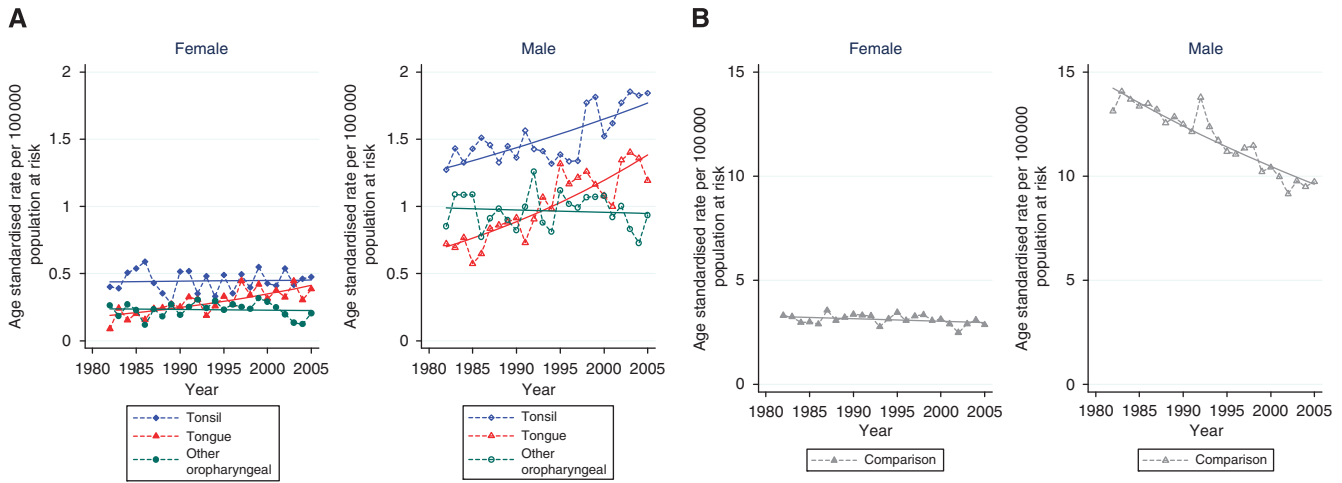 A
Female
Age standardised rate per 100 000
population at risk
2
1.5
1
0.5
0
1980 1985 1990 1995 2000 2005
Year
Tonsil
Tongue
Other
oropharyngeal
Male
Age standardised rate per 100 000
population at risk
2
1.5
1
0.5
0
1980 1985 1990 1995 2000 2005
Year
Tonsil
Tongue
Other
oropharyngeal
B
Female
Age standardised rate per 100 000
population at risk
15
10
5
0
1980 1985 1990 1995 2000 2005
Year
Comparison
Male
Age standardised rate per 100 000
population at risk
15
10
5
0
1980 1985 1990 1995 2000 2005
Year
Comparison